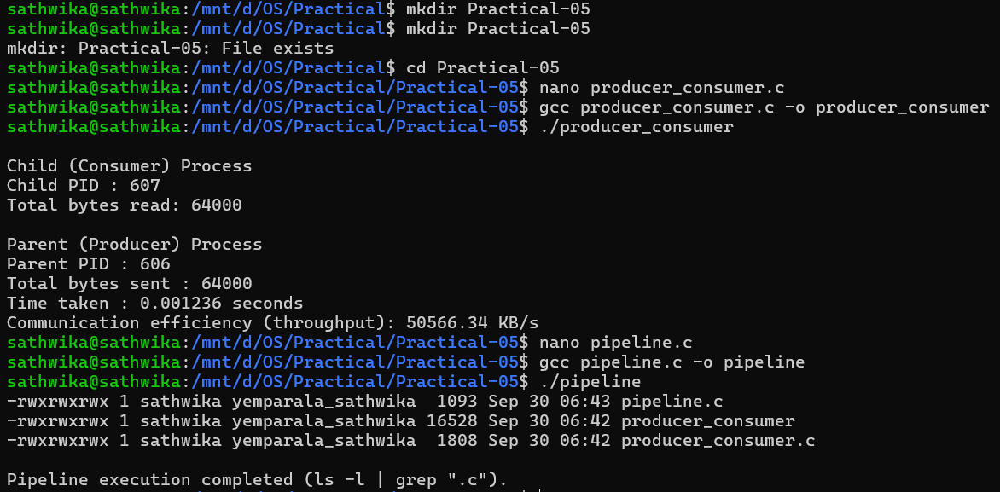 sathwika@sathwika:/mnt/d/OS/Practical$ mkdir Practical-05
sathwika@sathwika:/mnt/d/OS/Practical$ mkdir Practical-05
mkdir: Practical-05: File exists
sathwika@sathwika:/mnt/d/OS/Practical$ cd Practical-05
sathwika@sathwika:/mnt/d/OS/Practical/Practical-05$ nano producer_consumer.c
sathwika@sathwika:/mnt/d/OS/Practical/Practical-05$ gcc producer_consumer.c -o producer_consumer
sathwika@sathwika:/mnt/d/OS/Practical/Practical-05$ ./producer_consumer

Child (Consumer) Process
Child PID : 607
Total bytes read: 64000

Parent (Producer) Process
Parent PID : 606
Total bytes sent : 64000
Time taken : 0.001236 seconds
Communication efficiency (throughput): 50566.34 KB/s
sathwika@sathwika:/mnt/d/OS/Practical/Practical-05$ nano pipeline.c
sathwika@sathwika:/mnt/d/OS/Practical/Practical-05$ gcc pipeline.c -o pipeline
sathwika@sathwika:/mnt/d/OS/Practical/Practical-05$ ./pipeline
-rwxrwxrwx 1 sathwika yemparala_sathwika  1093 Sep 30 06:43 pipeline.c
-rwxrwxrwx 1 sathwika yemparala_sathwika 16528 Sep 30 06:42 producer_consumer
-rwxrwxrwx 1 sathwika yemparala_sathwika  1808 Sep 30 06:42 producer_consumer.c

Pipeline execution completed (ls -l | grep ".c").